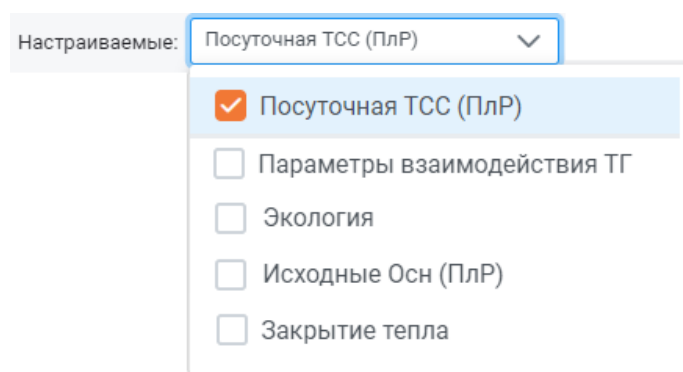 Настраиваемые: Посуточная ТСС (ПлР)
Посуточная ТСС (ПлР)
Параметры взаимодействия ТГ
Экология
Исходные Осн (ПлР)
Закрытие тепла